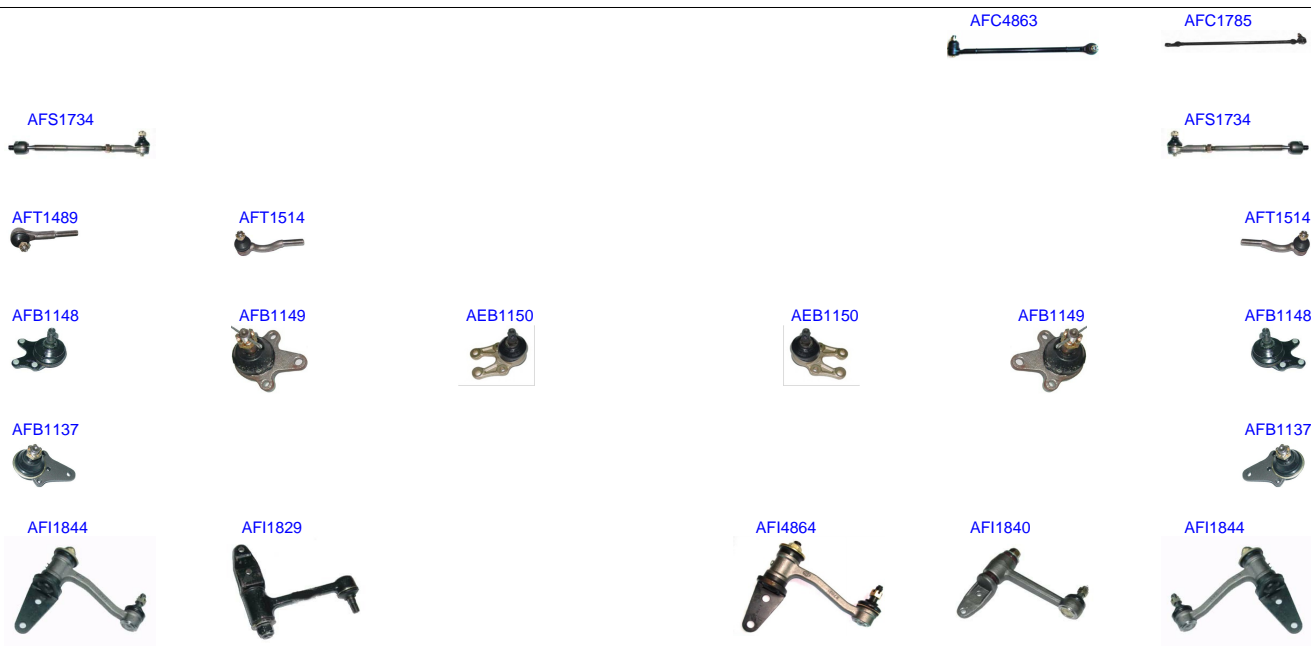 AFC4863 AFC1785
AFS1734 AFS1734
AFT1489 AFT1514 AFT1514
AFB1148 AFB1149 AEB1150 AEB1150 AFB1149 AFB1148
AFB1137 AFB1137
AFI1844 AFI1829 AFI4864 AFI1840 AFI1844